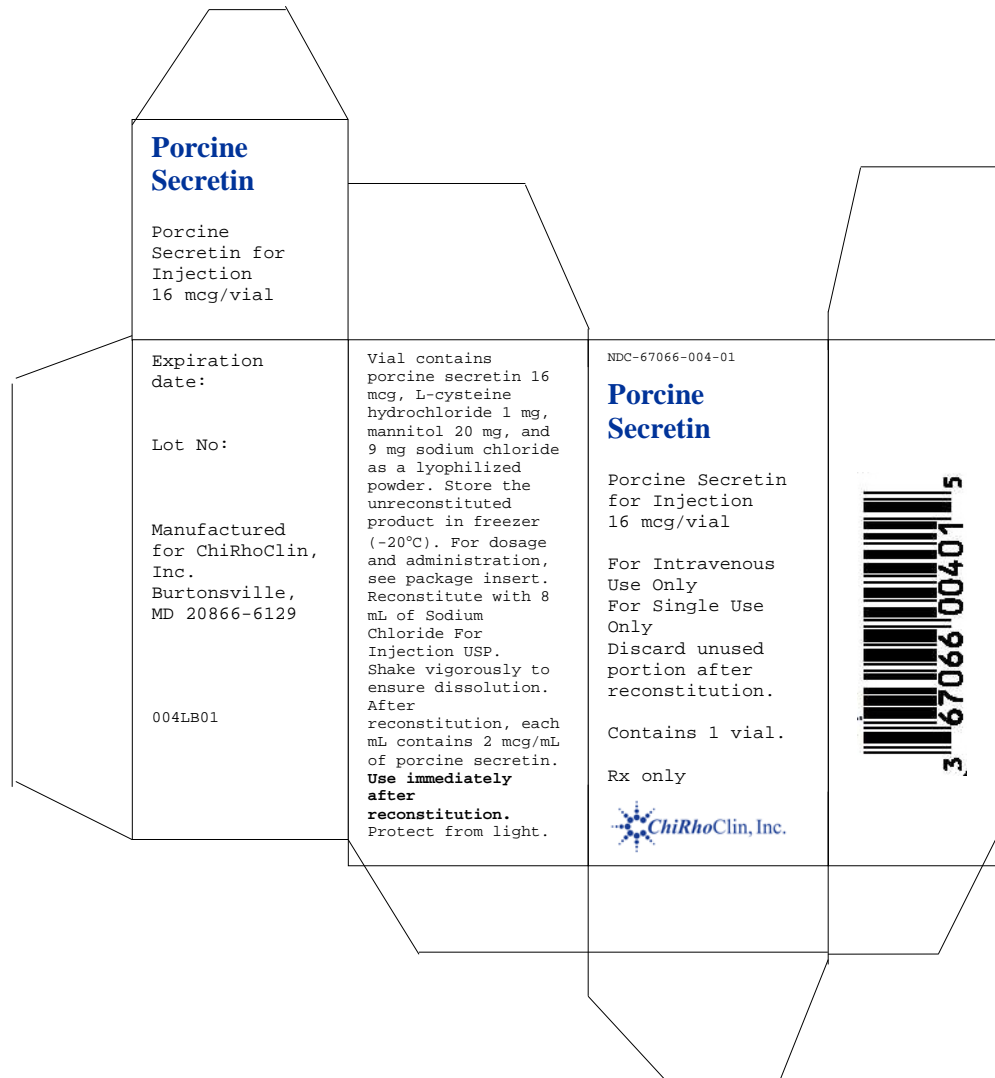 Porcine
Secretin
Porcine
Secretin for
Injection
16 mcg/vial
Expiration
date:
Lot No:
Manufactured
for ChiRhoClin,
Inc.
Burtonsville,
MD 20866-6129
004LB01
Vial contains
porcine secretin 16
mcg, L-cysteine
hydrochloride 1 mg,
mannitol 20 mg, and
9 mg sodium chloride
as a lyophilized
powder. Store the
unreconstituted
product in freezer
(-20°C). For dosage
and administration,
see package insert.
Reconstitute with 8
mL of Sodium
Chloride For
Injection USP.
Shake vigorously to
ensure dissolution.
After
reconstitution, each
mL contains 2 mcg/mL
of porcine secretin.
Use immediately
after
reconstitution.
Protect from light.
NDC-67066-004-01
Porcine
Secretin
Porcine Secretin
for Injection
16 mcg/vial
For Intravenous
Use Only
For Single Use
Only
Discard unused
portion after
reconstitution.
Contains 1 vial.
Rx only
ChiRhoClin, Inc.
3 67066 00401 5